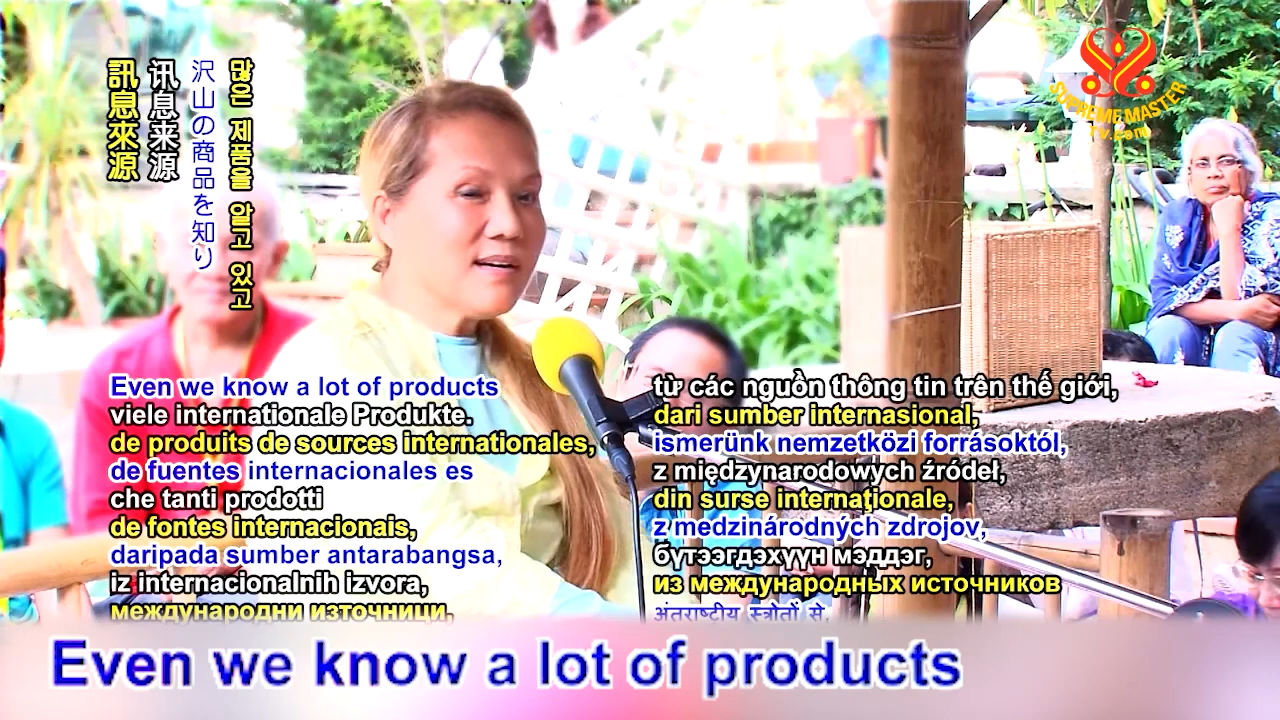 訊息來源
讯息来源
沢山の商品を知り
많은 제품을 알고 있고
SUPREME MASTER
TV.com
Even we know a lot of products
viele internationale Produkte.
de produits de sources internationales,
de fuentes internacionales es
che tanti prodotti
de fontes internacionais,
daripada sumber antarabangsa,
iz internacionalnih izvora,
международни източници,
từ các nguồn thông tin trên thế giới,
dari sumber internasional,
ismerünk nemzetközi forrásoktól,
z międzynarodowych źródeł,
din surse internaţionale,
z medzinárodných zdrojov,
бүтээгдэхүүн мэддэг,
из международных источников
अंतराष्टीय स्त्रोतों से,
Even we know a lot of products